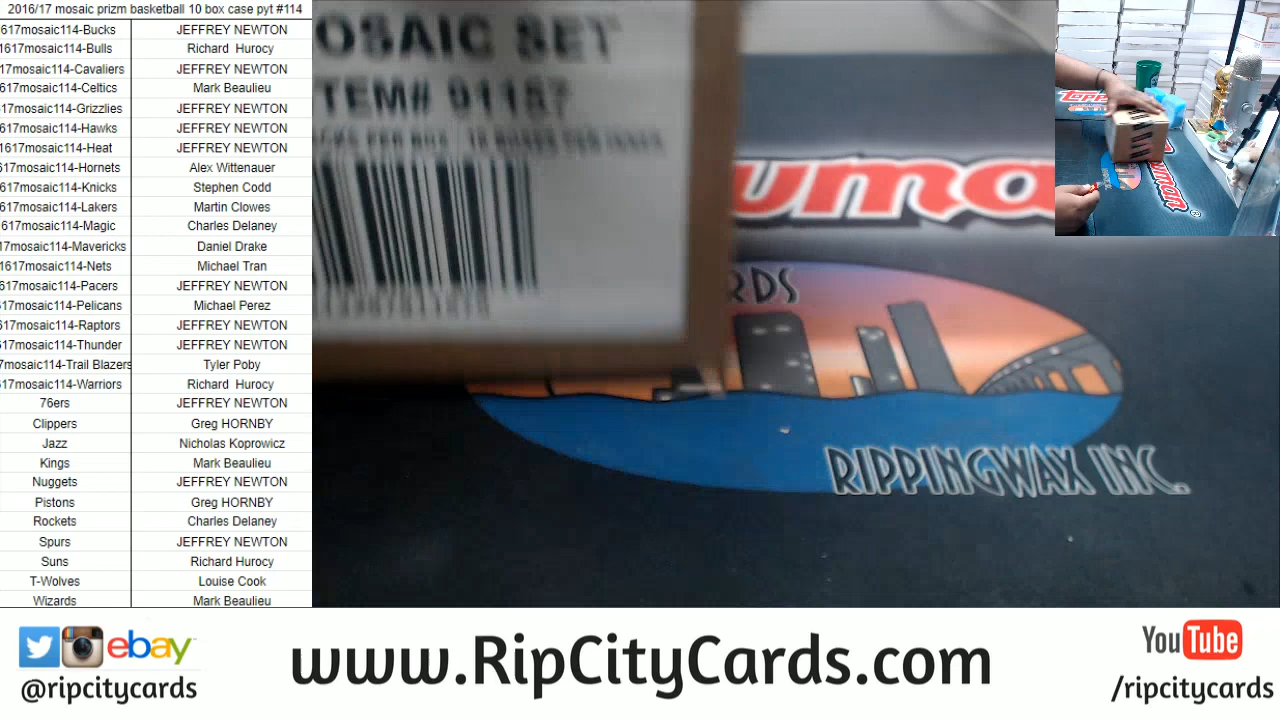 2016/17 mosaic prizm basketball 10 box case pyt #114
617mosaic114-Bucks JEFFREY NEWTON
1617mosaic114-Bulls Richard Hurocy
17mosaic114-Cavaliers JEFFREY NEWTON
617mosaic114-Celtics Mark Beaulieu
617mosaic114-Grizzlies JEFFREY NEWTON
617mosaic114-Hawks JEFFREY NEWTON
1617mosaic114-Heat JEFFREY NEWTON
617mosaic114-Hornets Alex Wittenauer
617mosaic114-Knicks Stephen Codd
617mosaic114-Lakers Martin Clowes
617mosaic114-Magic Charles Delaney
17mosaic114-Mavericks Daniel Drake
1617mosaic114-Nets Michael Tran
617mosaic114-Pacers JEFFREY NEWTON
617mosaic114-Pelicans Michael Perez
617mosaic114-Raptors JEFFREY NEWTON
617mosaic114-Thunder JEFFREY NEWTON
7mosaic114-Trail Blazers Tyler Poby
617mosaic114-Warriors Richard Hurocy
76ers JEFFREY NEWTON
Clippers Greg HORNBY
Jazz Nicholas Koprowicz
Kings Mark Beaulieu
Nuggets JEFFREY NEWTON
Pistons Greg HORNBY
Rockets Charles Delaney
Spurs JEFFREY NEWTON
Suns Richard Hurocy
T-Wolves Louise Cook
Wizards Mark Beaulieu
OSAIC SET
TEM# 91187
wma
RDS
RIPPINGWAX INC.
Topps
wman
ebay
@ripcitycards
www.RipCityCards.com
YouTube
/ripcitycards